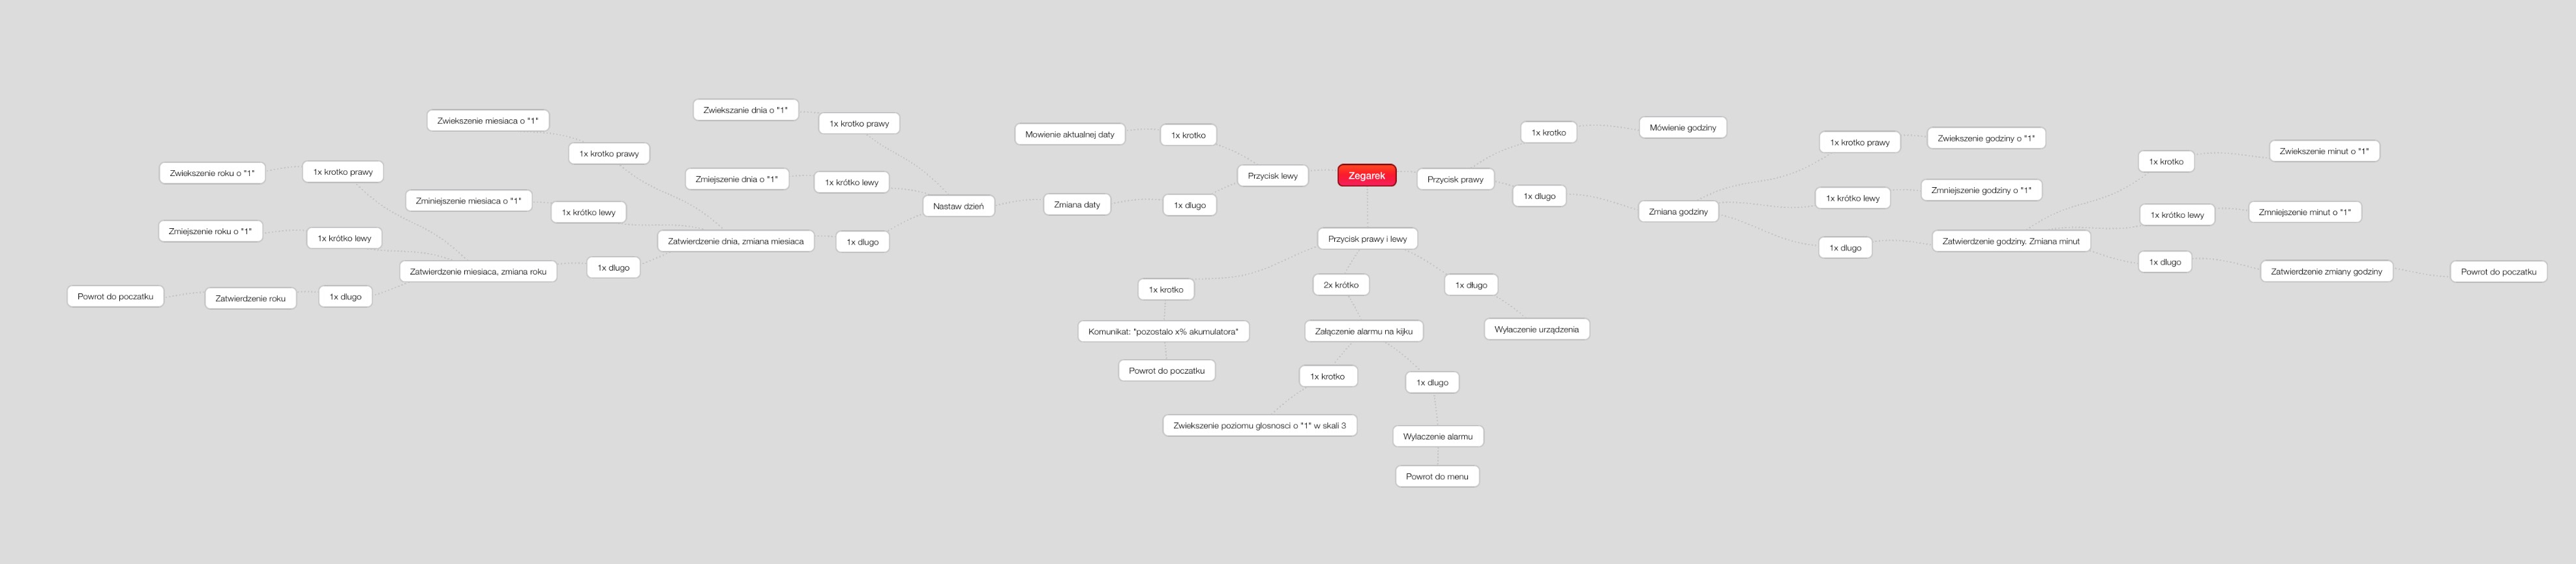 Zegarek
Przycisk lewy
1x krotko
Mowienie aktualnej daty
1x dlugo
Zmiana daty
Nastaw dzień
1x krotko prawy
Zwiekszanie dnia o "1"
1x krótko lewy
Zmiejszenie dnia o "1"
1x dlugo
Zatwierdzenie dnia, zmiana miesiaca
1x krotko prawy
Zwiekszenie miesiaca o "1"
1x krótko lewy
Zminiejszenie miesiaca o "1"
1x dlugo
Zatwierdzenie miesiaca, zmiana roku
1x krotko prawy
Zwiekszenie roku o "1"
1x krótko lewy
Zmiejszenie roku o "1"
1x dlugo
Zatwierdzenie roku
Powrot do poczatku
Przycisk prawy
1x krotko
Mówienie godziny
1x dlugo
Zmiana godziny
1x krotko prawy
Zwiekszenie godziny o "1"
1x krótko lewy
Zmniejszenie godziny o "1"
1x dlugo
Zatwierdzenie godziny. Zmiana minut
1x krotko
Zwiekszenie minut o "1"
1x krótko lewy
Zmniejszenie minut o "1"
1x dlugo
Zatwierdzenie zmiany godziny
Powrot do poczatku
Przycisk prawy i lewy
1x krotko
Komunikat: "pozostalo x% akumulatora"
Powrot do poczatku
2x krótko
Załączenie alarmu na kijku
1x krotko
Zwiekszenie poziomu glosnosci o "1" w skali 3
1x dlugo
Wylaczenie alarmu
Powrot do menu
1x długo
Wyłaczenie urządzenia